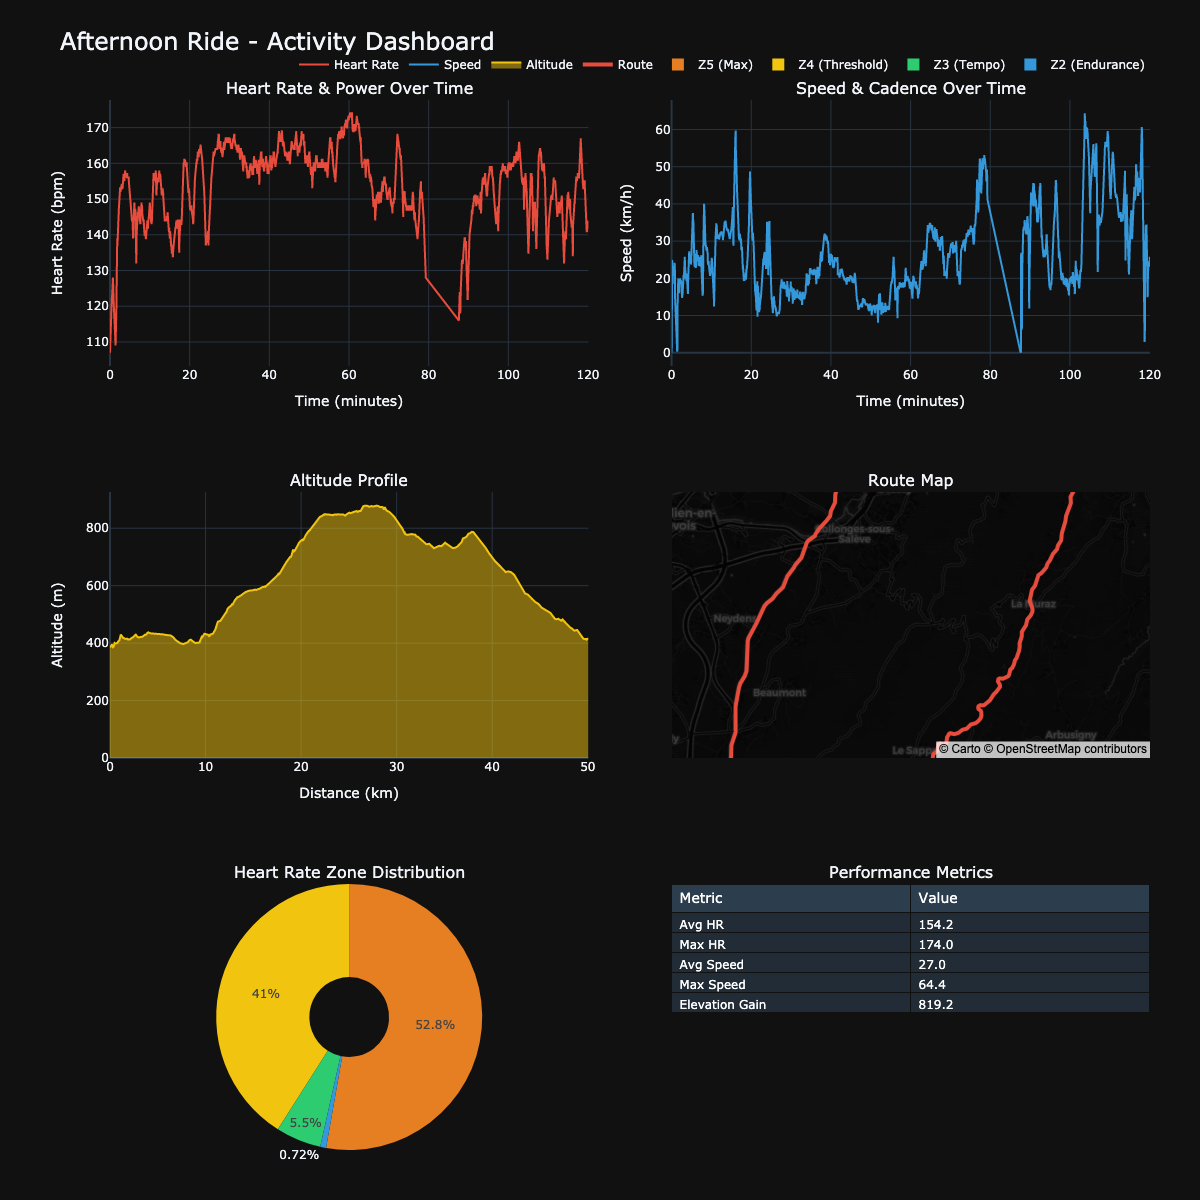 Afternoon Ride - Activity Dashboard
Heart Rate Speed Altitude Route Z5 (Max) Z4 (Threshold) Z3 (Tempo) Z2 (Endurance)
Heart Rate & Power Over Time
Heart Rate (bpm)
170
160
150
140
130
120
110
0 20 40 60 80 100 120
Time (minutes)
Speed & Cadence Over Time
Speed (km/h)
60
50
40
30
20
10
0
0 20 40 60 80 100 120
Time (minutes)
Altitude Profile
Altitude (m)
800
600
400
200
0
0 10 20 30 40 50
Distance (km)
Route Map
lien-en-
vois
Collonges-sous-
Salève
La Muraz
Neydens
Beaumont
Arbusigny
Le Sapp
© Carto © OpenStreetMap contributors
Heart Rate Zone Distribution
41%
52.8%
5.5%
0.72%
Performance Metrics
Metric Value
Avg HR 154.2
Max HR 174.0
Avg Speed 27.0
Max Speed 64.4
Elevation Gain 819.2